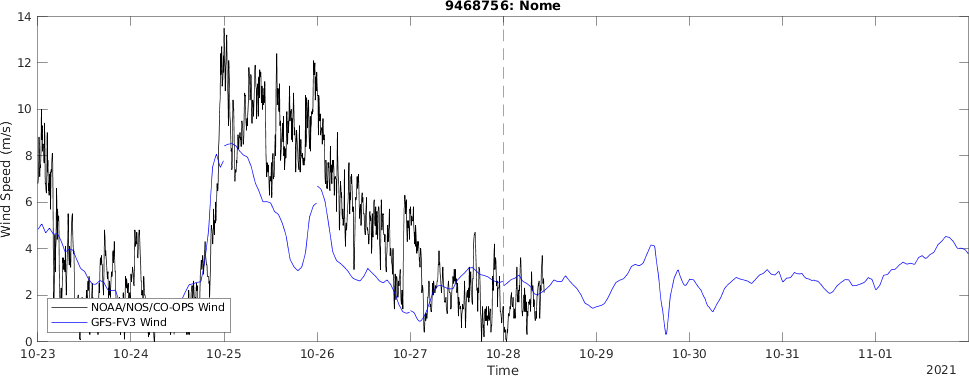 9468756: Nome
14
12
10
8
6
4
2
0
Wind Speed (m/s)
NOAA/NOS/CO-OPS Wind
GFS-FV3 Wind
10-23 10-24 10-25 10-26 10-27 10-28 10-29 10-30 10-31 11-01
Time
2021